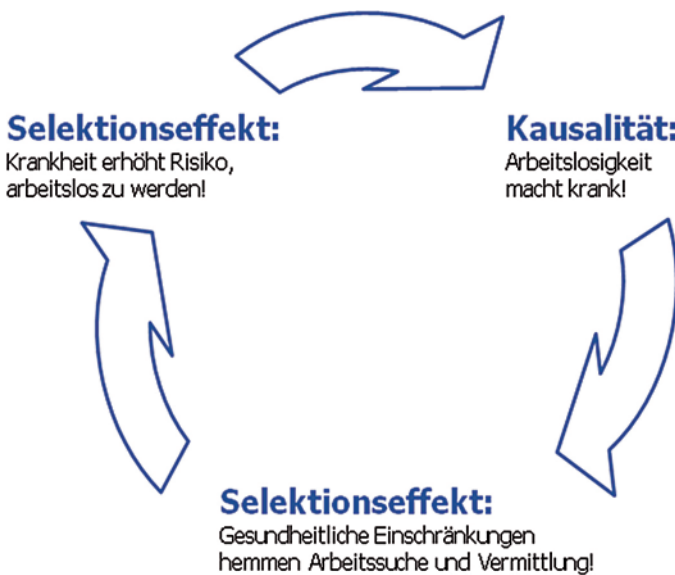 Selektionseffekt:
Krankheit erhöht Risiko,
arbeitslos zu werden!
Kausalität:
Arbeitslosigkeit
macht krank!
Selektionseffekt:
Gesundheitliche Einschränkungen
hemmen Arbeitssuche und Vermittlung!